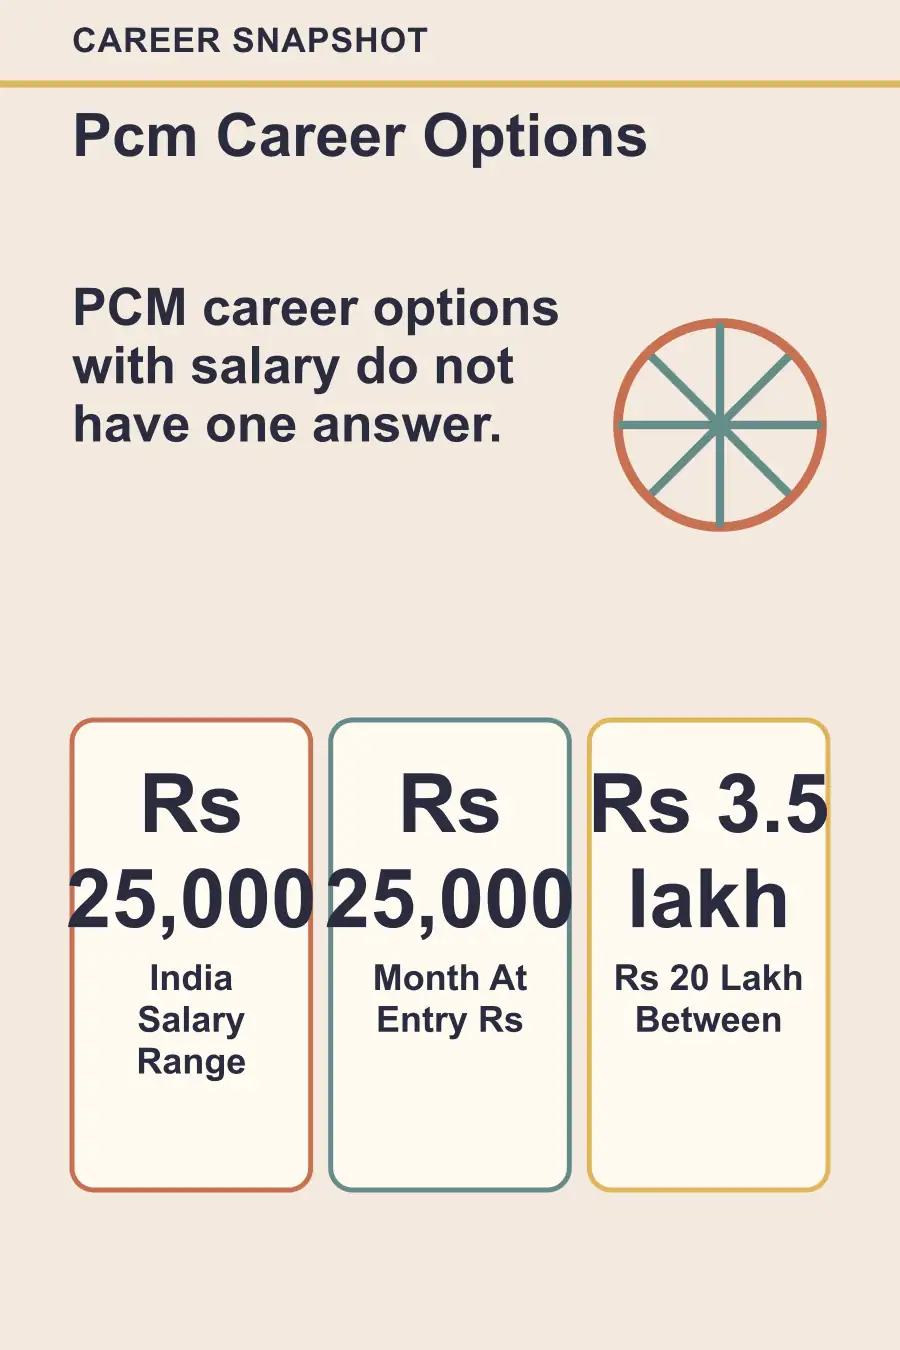 CAREER SNAPSHOT
Pcm Career Options
PCM career options
with salary do not
have one answer.
Rs
25,000
India
Salary
Range
Rs
25,000
Month At
Entry Rs
Rs 3.5
lakh
Rs 20 Lakh
Between